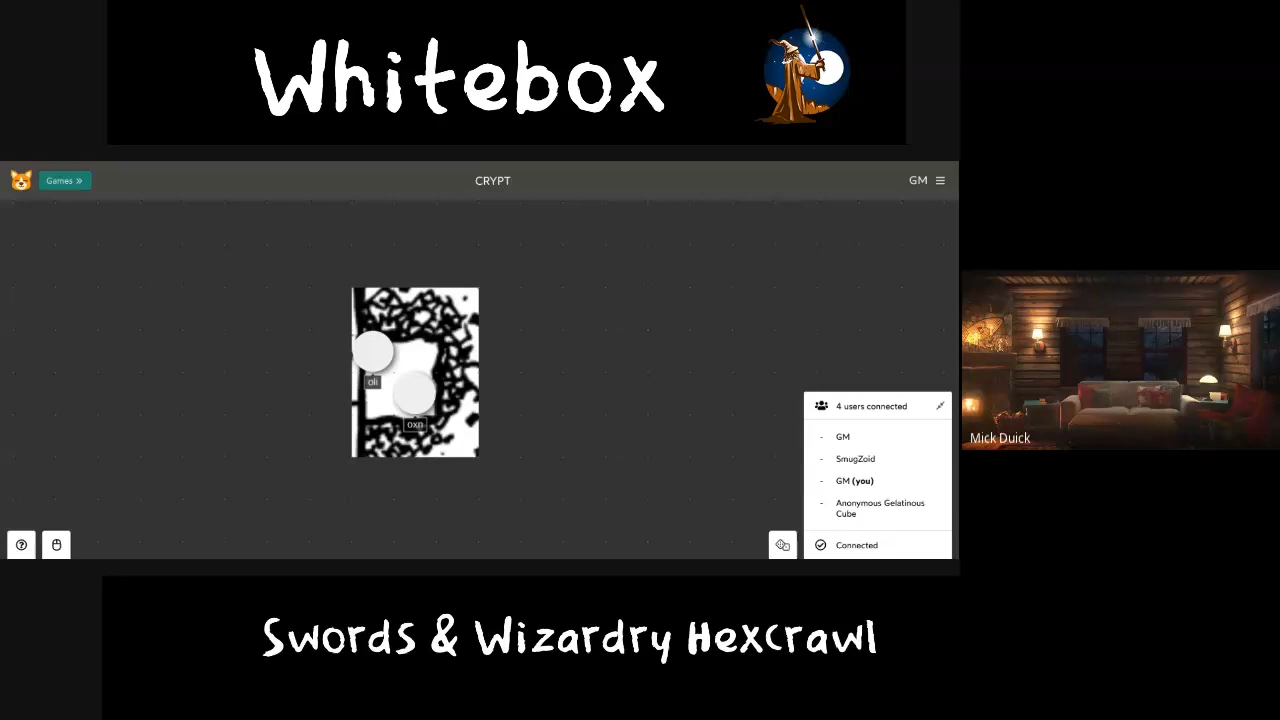 Whitebox
Games »
CRYPT
GM
oli
oxn
4 users connected
- GM
- SmugZoid
- GM (you)
- Anonymous Gelatinous
Cube
Connected
Mick Duick
Swords & Wizardry Hexcrawl